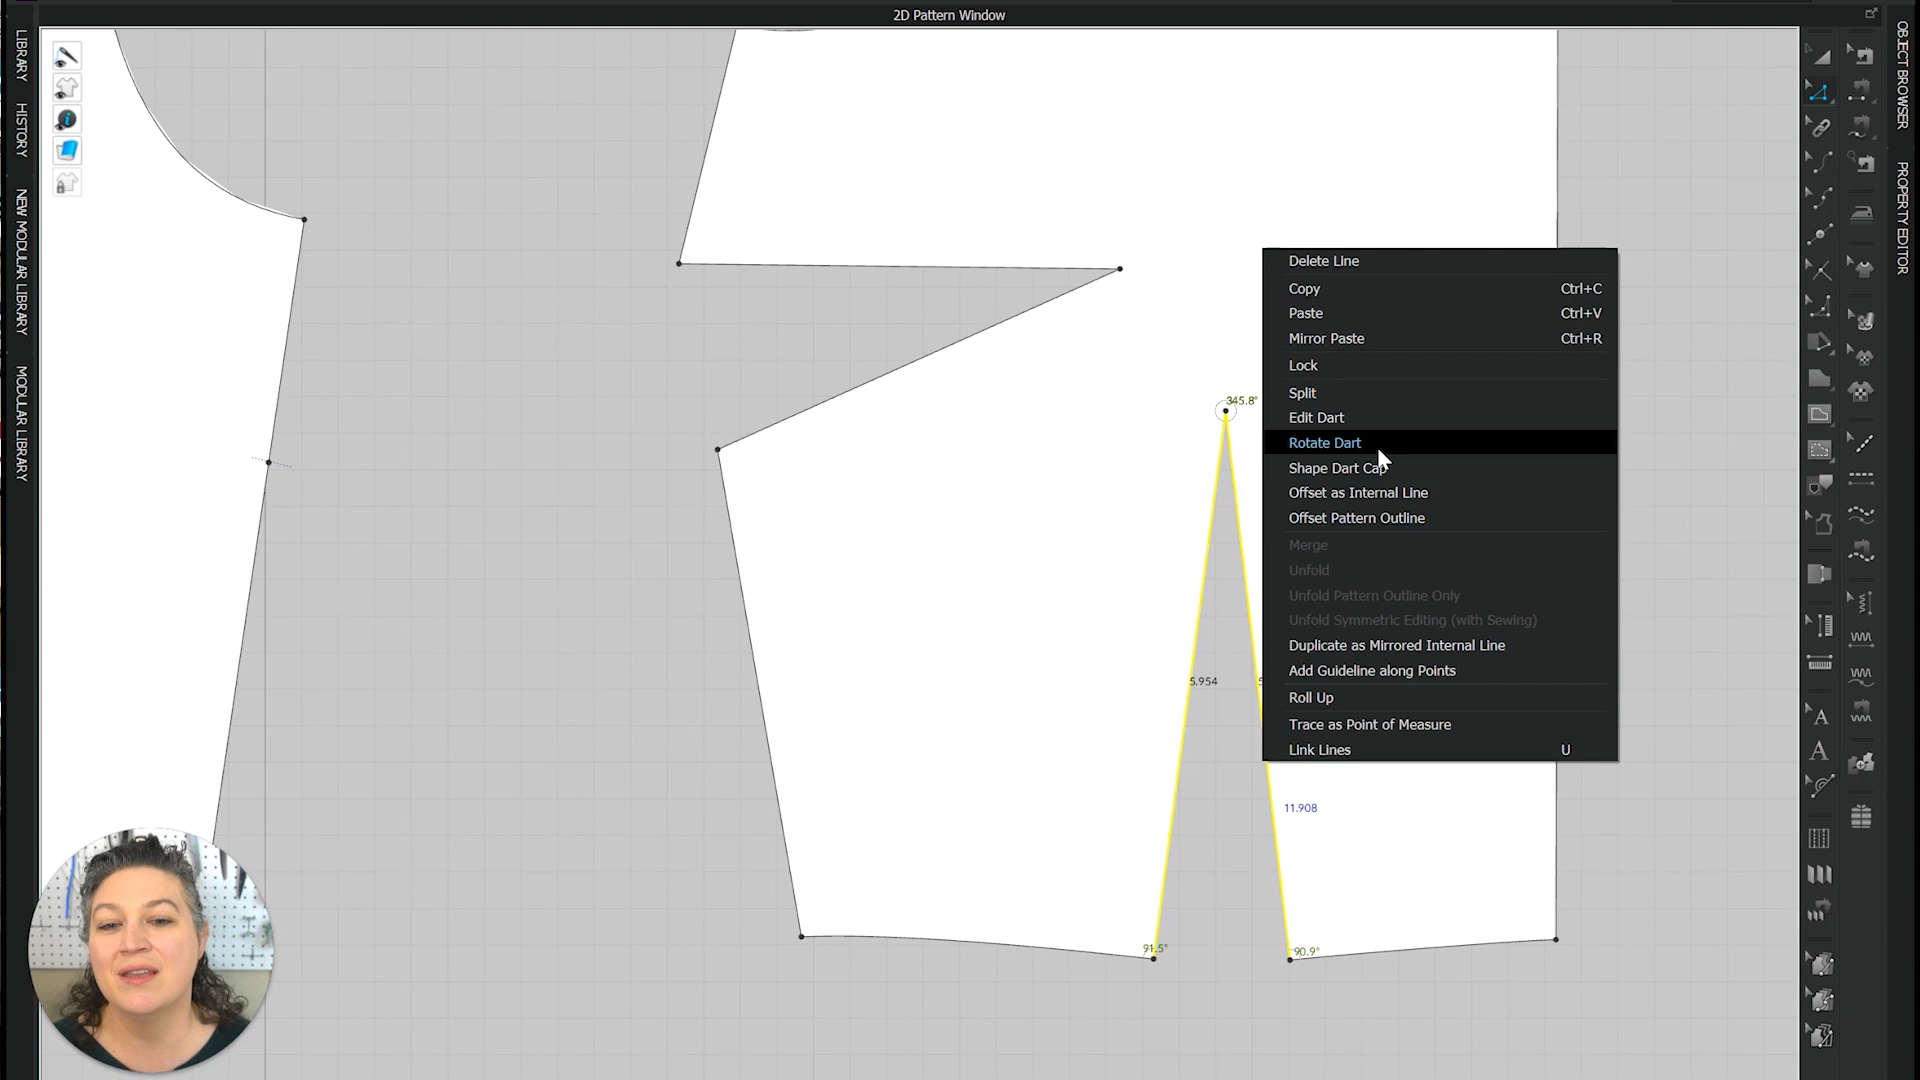 2D Pattern Window
LIBRARY
HISTORY
NEW MODULAR LIBRARY
MODULAR LIBRARY
OBJECT BROWSER
PROPERTY EDITOR
Delete Line
Copy Ctrl+C
Paste Ctrl+V
Mirror Paste Ctrl+R
Lock
Split
Edit Dart
Rotate Dart
Shape Dart Cap
Offset as Internal Line
Offset Pattern Outline
Merge
Unfold
Unfold Pattern Outline Only
Unfold Symmetric Editing (with Sewing)
Duplicate as Mirrored Internal Line
Add Guideline along Points
Roll Up
Trace as Point of Measure
Link Lines U
345.8°
5.954
11.908
91.5°
90.9°
A
A